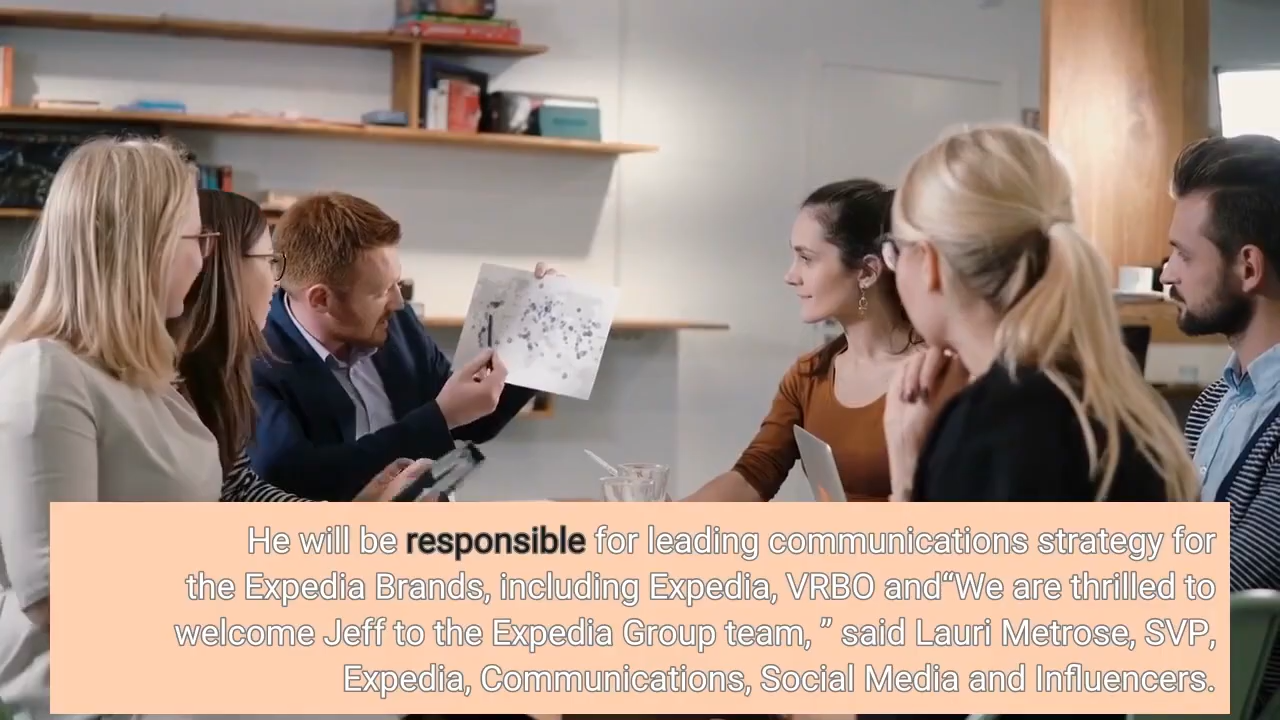 He will be responsible for leading communications strategy for
the Expedia Brands, including Expedia, VRBO and“We are thrilled to
welcome Jeff to the Expedia Group team, ” said Lauri Metrose, SVP,
Expedia, Communications, Social Media and Influencers.